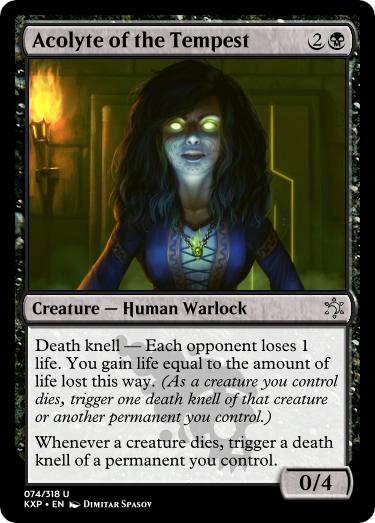 Acolyte of the Tempest 2
Creature — Human Warlock
Death knell — Each opponent loses 1
life. You gain life equal to the amount of
life lost this way. (As a creature you control
dies, trigger one death knell of that creature
or another permanent you control.)
Whenever a creature dies, trigger a death
knell of a permanent you control.
0/4
074/318 U
KXP • EN Dimitar Spasov